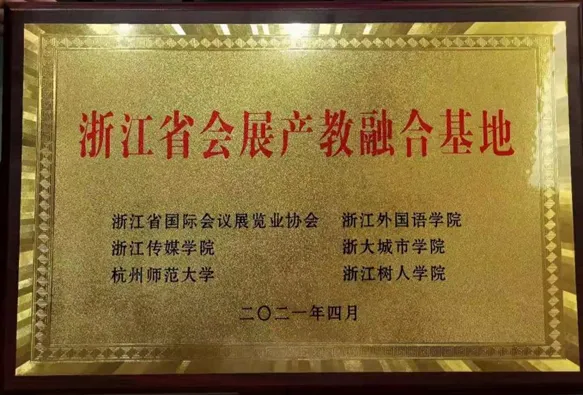 浙江省会展产教融合基地
浙江省国际会议展览业协会 浙江外国语学院
浙江传媒学院 浙大城市学院
杭州师范大学 浙江树人学院
二〇二一年四月